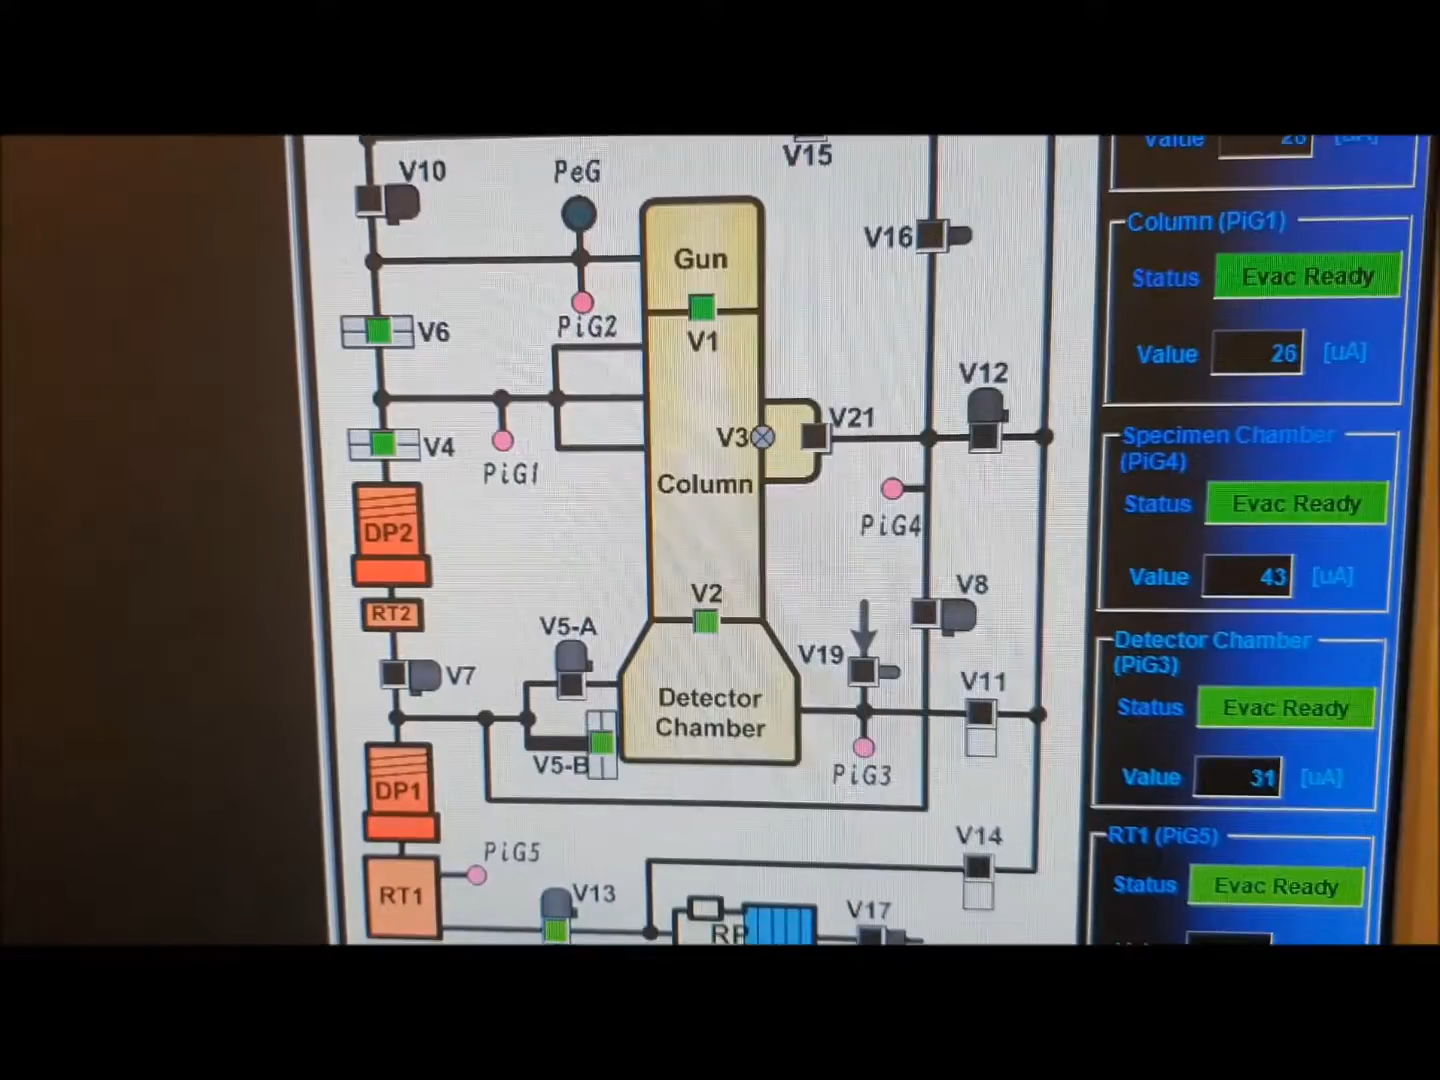 V15
Value 26 [uA]
V10
PeG
V16
Gun
PiG2
V6
V1
V12
V21
V3
V4
PiG1
Column
PiG4
DP2
V2
V8
RT2
V5-A
V19
V7
V11
Detector
Chamber
V5-B
PiG3
DP1
V14
PiG5
RT1
V13
V17
RP
Column (PiG1)
Status Evac Ready
Value 26 [uA]
Specimen Chamber
(PiG4)
Status Evac Ready
Value 43 [uA]
Detector Chamber
(PiG3)
Status Evac Ready
Value 31 [uA]
RT1 (PiG5)
Status Evac Ready